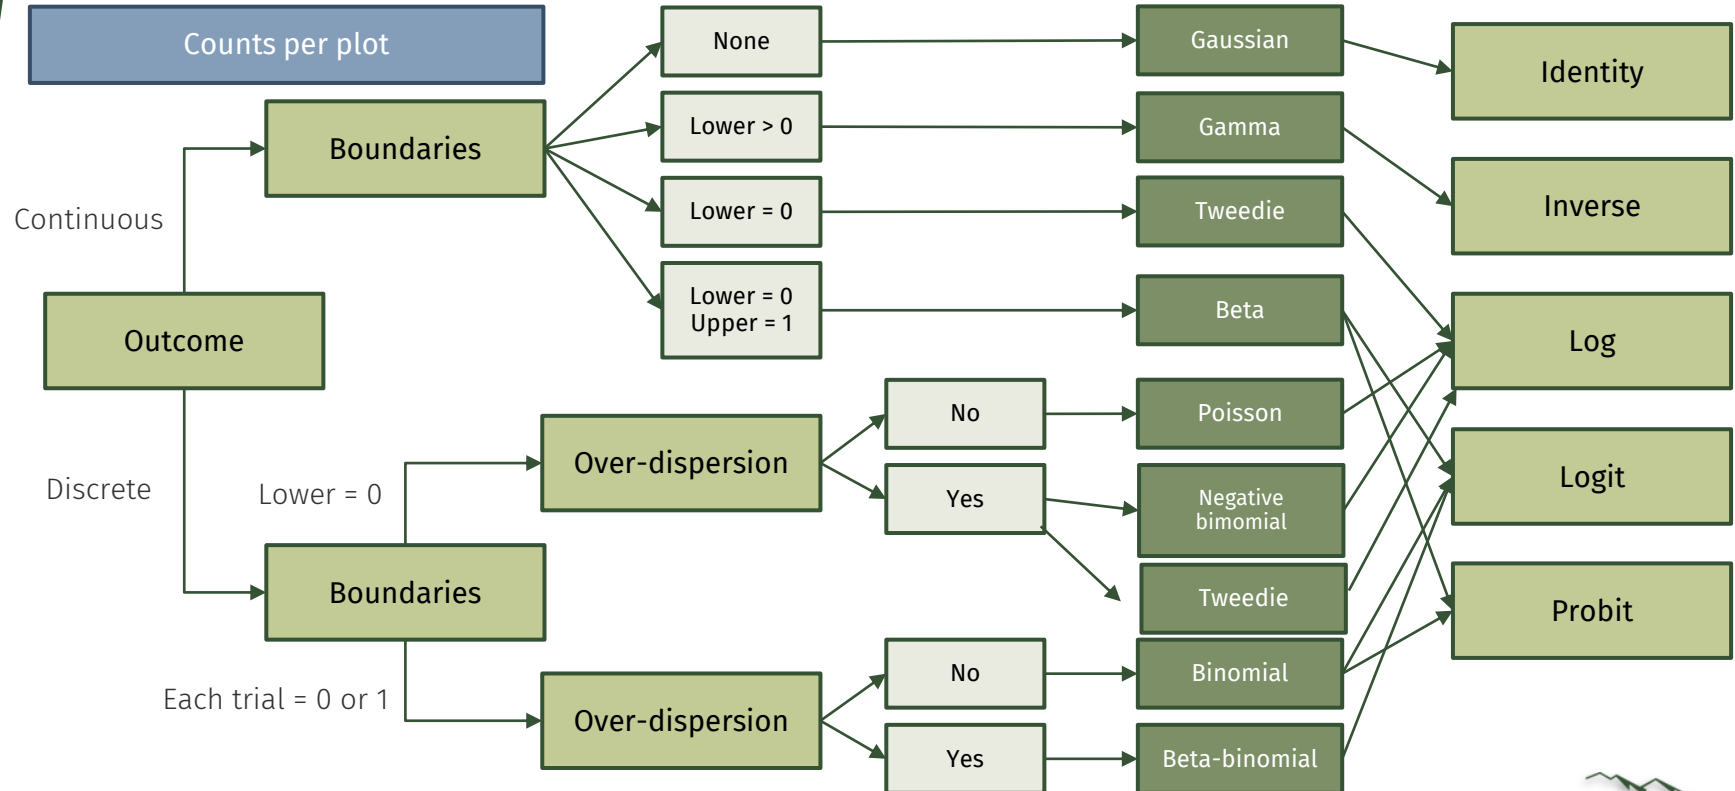 Counts per plot
None
Gaussian
Identity
Boundaries
Lower > 0
Gamma
Inverse
Continuous
Lower = 0
Tweedie
Lower = 0
Upper = 1
Beta
Outcome
Log
No
Poisson
Over-dispersion
Discrete
Lower = 0
Yes
Negative
bimomial
Logit
Boundaries
Tweedie
Probit
Each trial = 0 or 1
Over-dispersion
No
Binomial
Yes
Beta-binomial